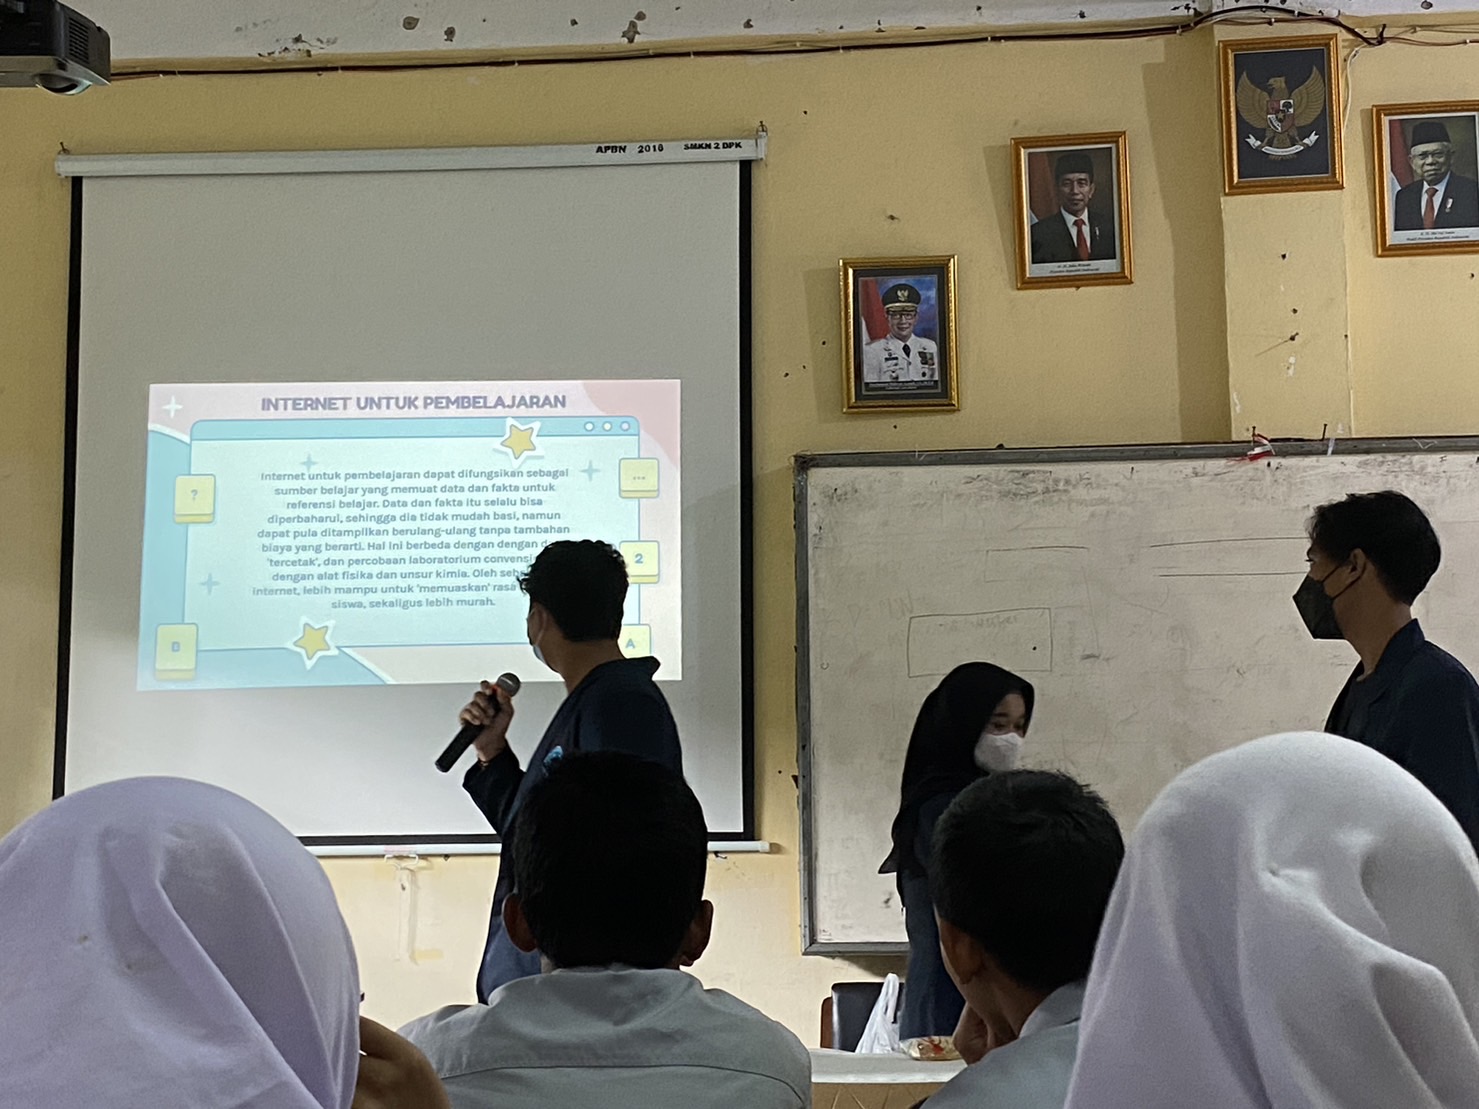 APBN 2018 SMKN 2 DPK
INTERNET UNTUK PEMBELAJARAN
Internet untuk pembelajaran dapat difungsikan sebagai
sumber belajar yang memuat data dan fakta untuk
referensi belajar. Data dan fakta itu selalu bisa
diperbaharui, sehingga dia tidak mudah basi, namun
dapat pula ditampilkan berulang-ulang tanpa tambahan
biaya yang berarti. Hal ini berbeda dengan dengan
'tercetak', dan percobaan laboratorium convensi
dengan alat fisika dan unsur kimia. Oleh
internet, lebih mampu untuk 'memuaskan' rasa
siswa, sekaligus lebih murah.
?
...
2
B
A